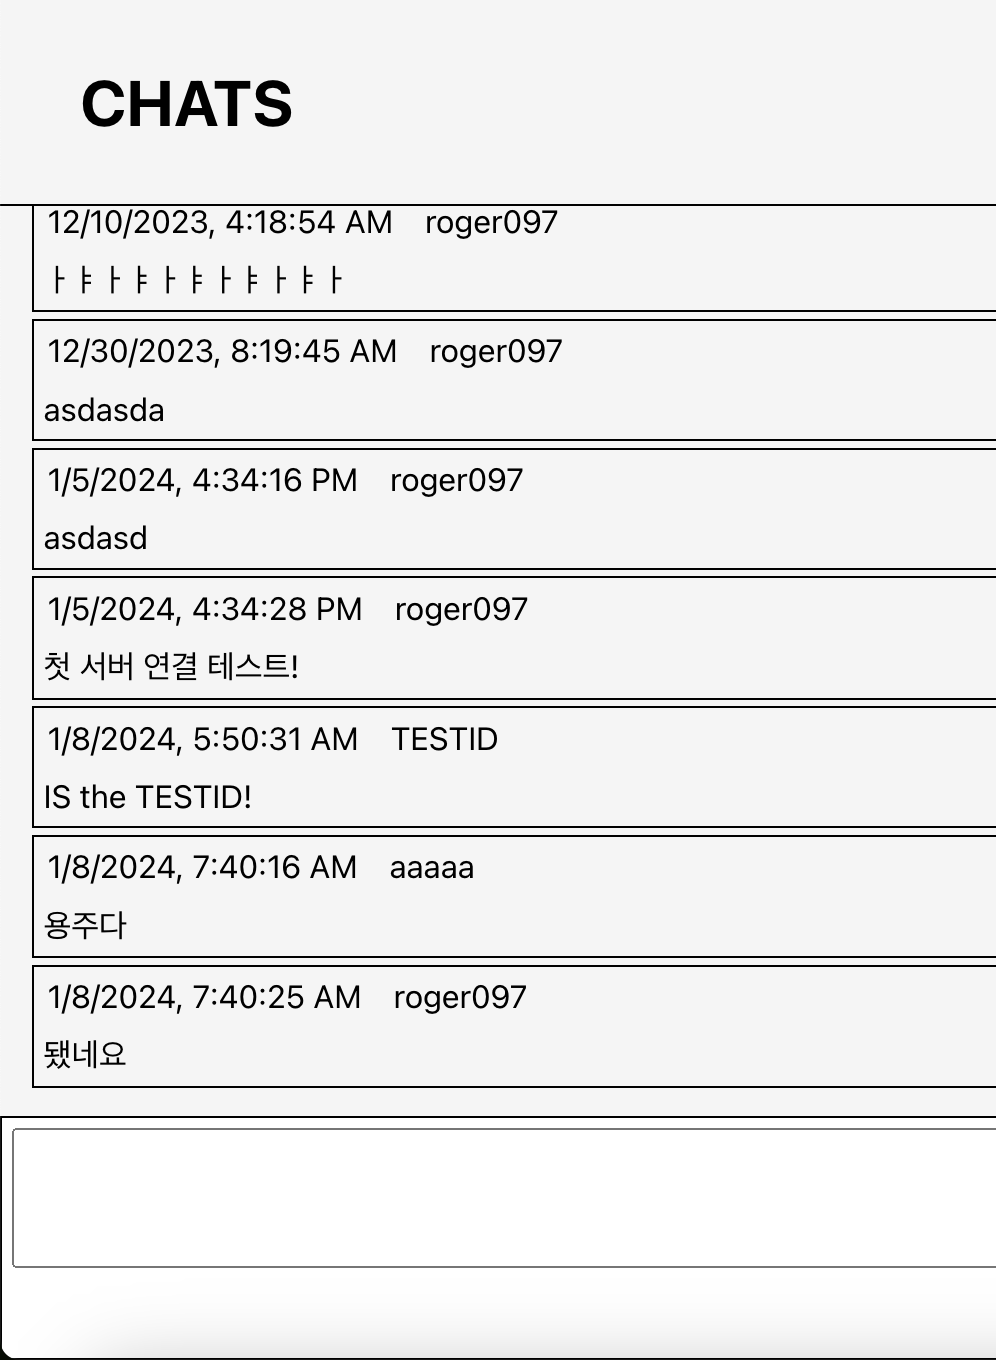 CHATS
12/10/2023, 4:18:54 AM roger097
ㅏㅑㅏㅑㅏㅑㅏㅑㅏㅑㅏ
12/30/2023, 8:19:45 AM roger097
asdasda
1/5/2024, 4:34:16 PM roger097
asdasd
1/5/2024, 4:34:28 PM roger097
첫 서버 연결 테스트!
1/8/2024, 5:50:31 AM TESTID
IS the TESTID!
1/8/2024, 7:40:16 AM aaaaa
용주다
1/8/2024, 7:40:25 AM roger097
됐네요